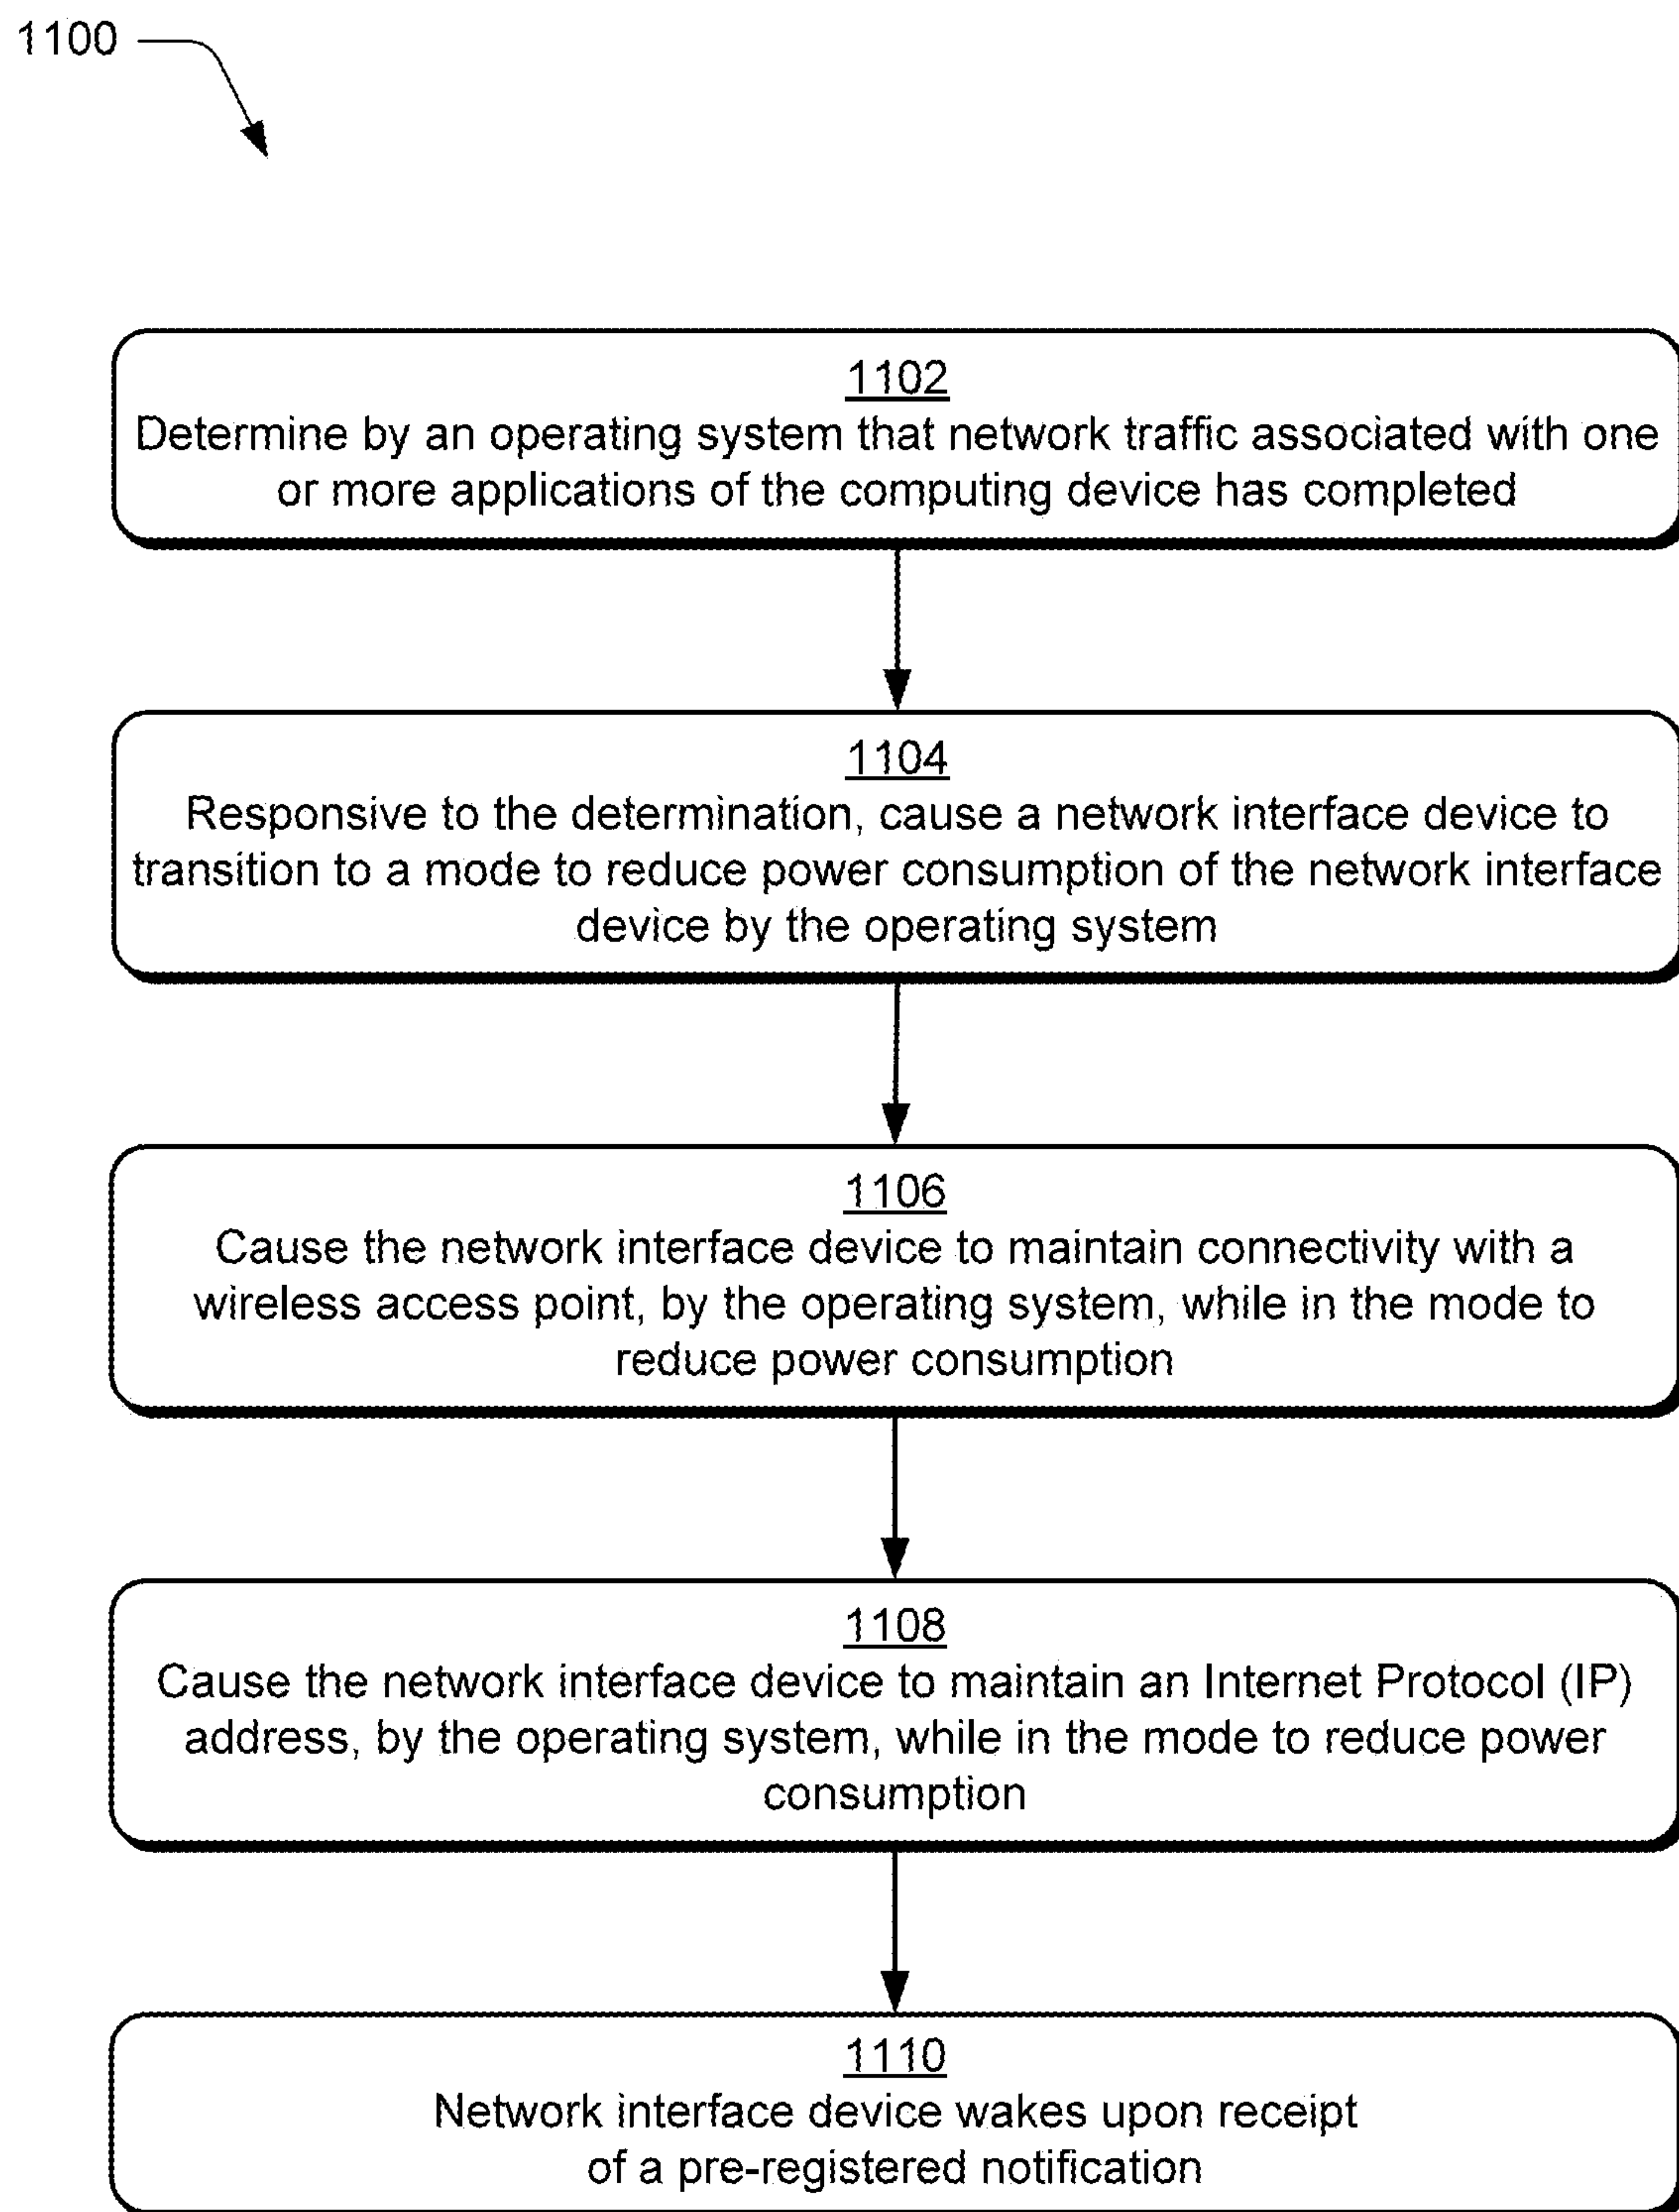 1100
1102
Determine by an operating system that network traffic associated with one
or more applications of the computing device has completed
1104
Responsive to the determination, cause a network interface device to
transition to a mode to reduce power consumption of the network interface
device by the operating system
1106
Cause the network interface device to maintain connectivity with a
wireless access point, by the operating system, while in the mode to
reduce power consumption
1108
Cause the network interface device to maintain an Internet Protocol (IP)
address, by the operating system, while in the mode to reduce power
consumption
1110
Network interface device wakes upon receipt
of a pre-registered notification